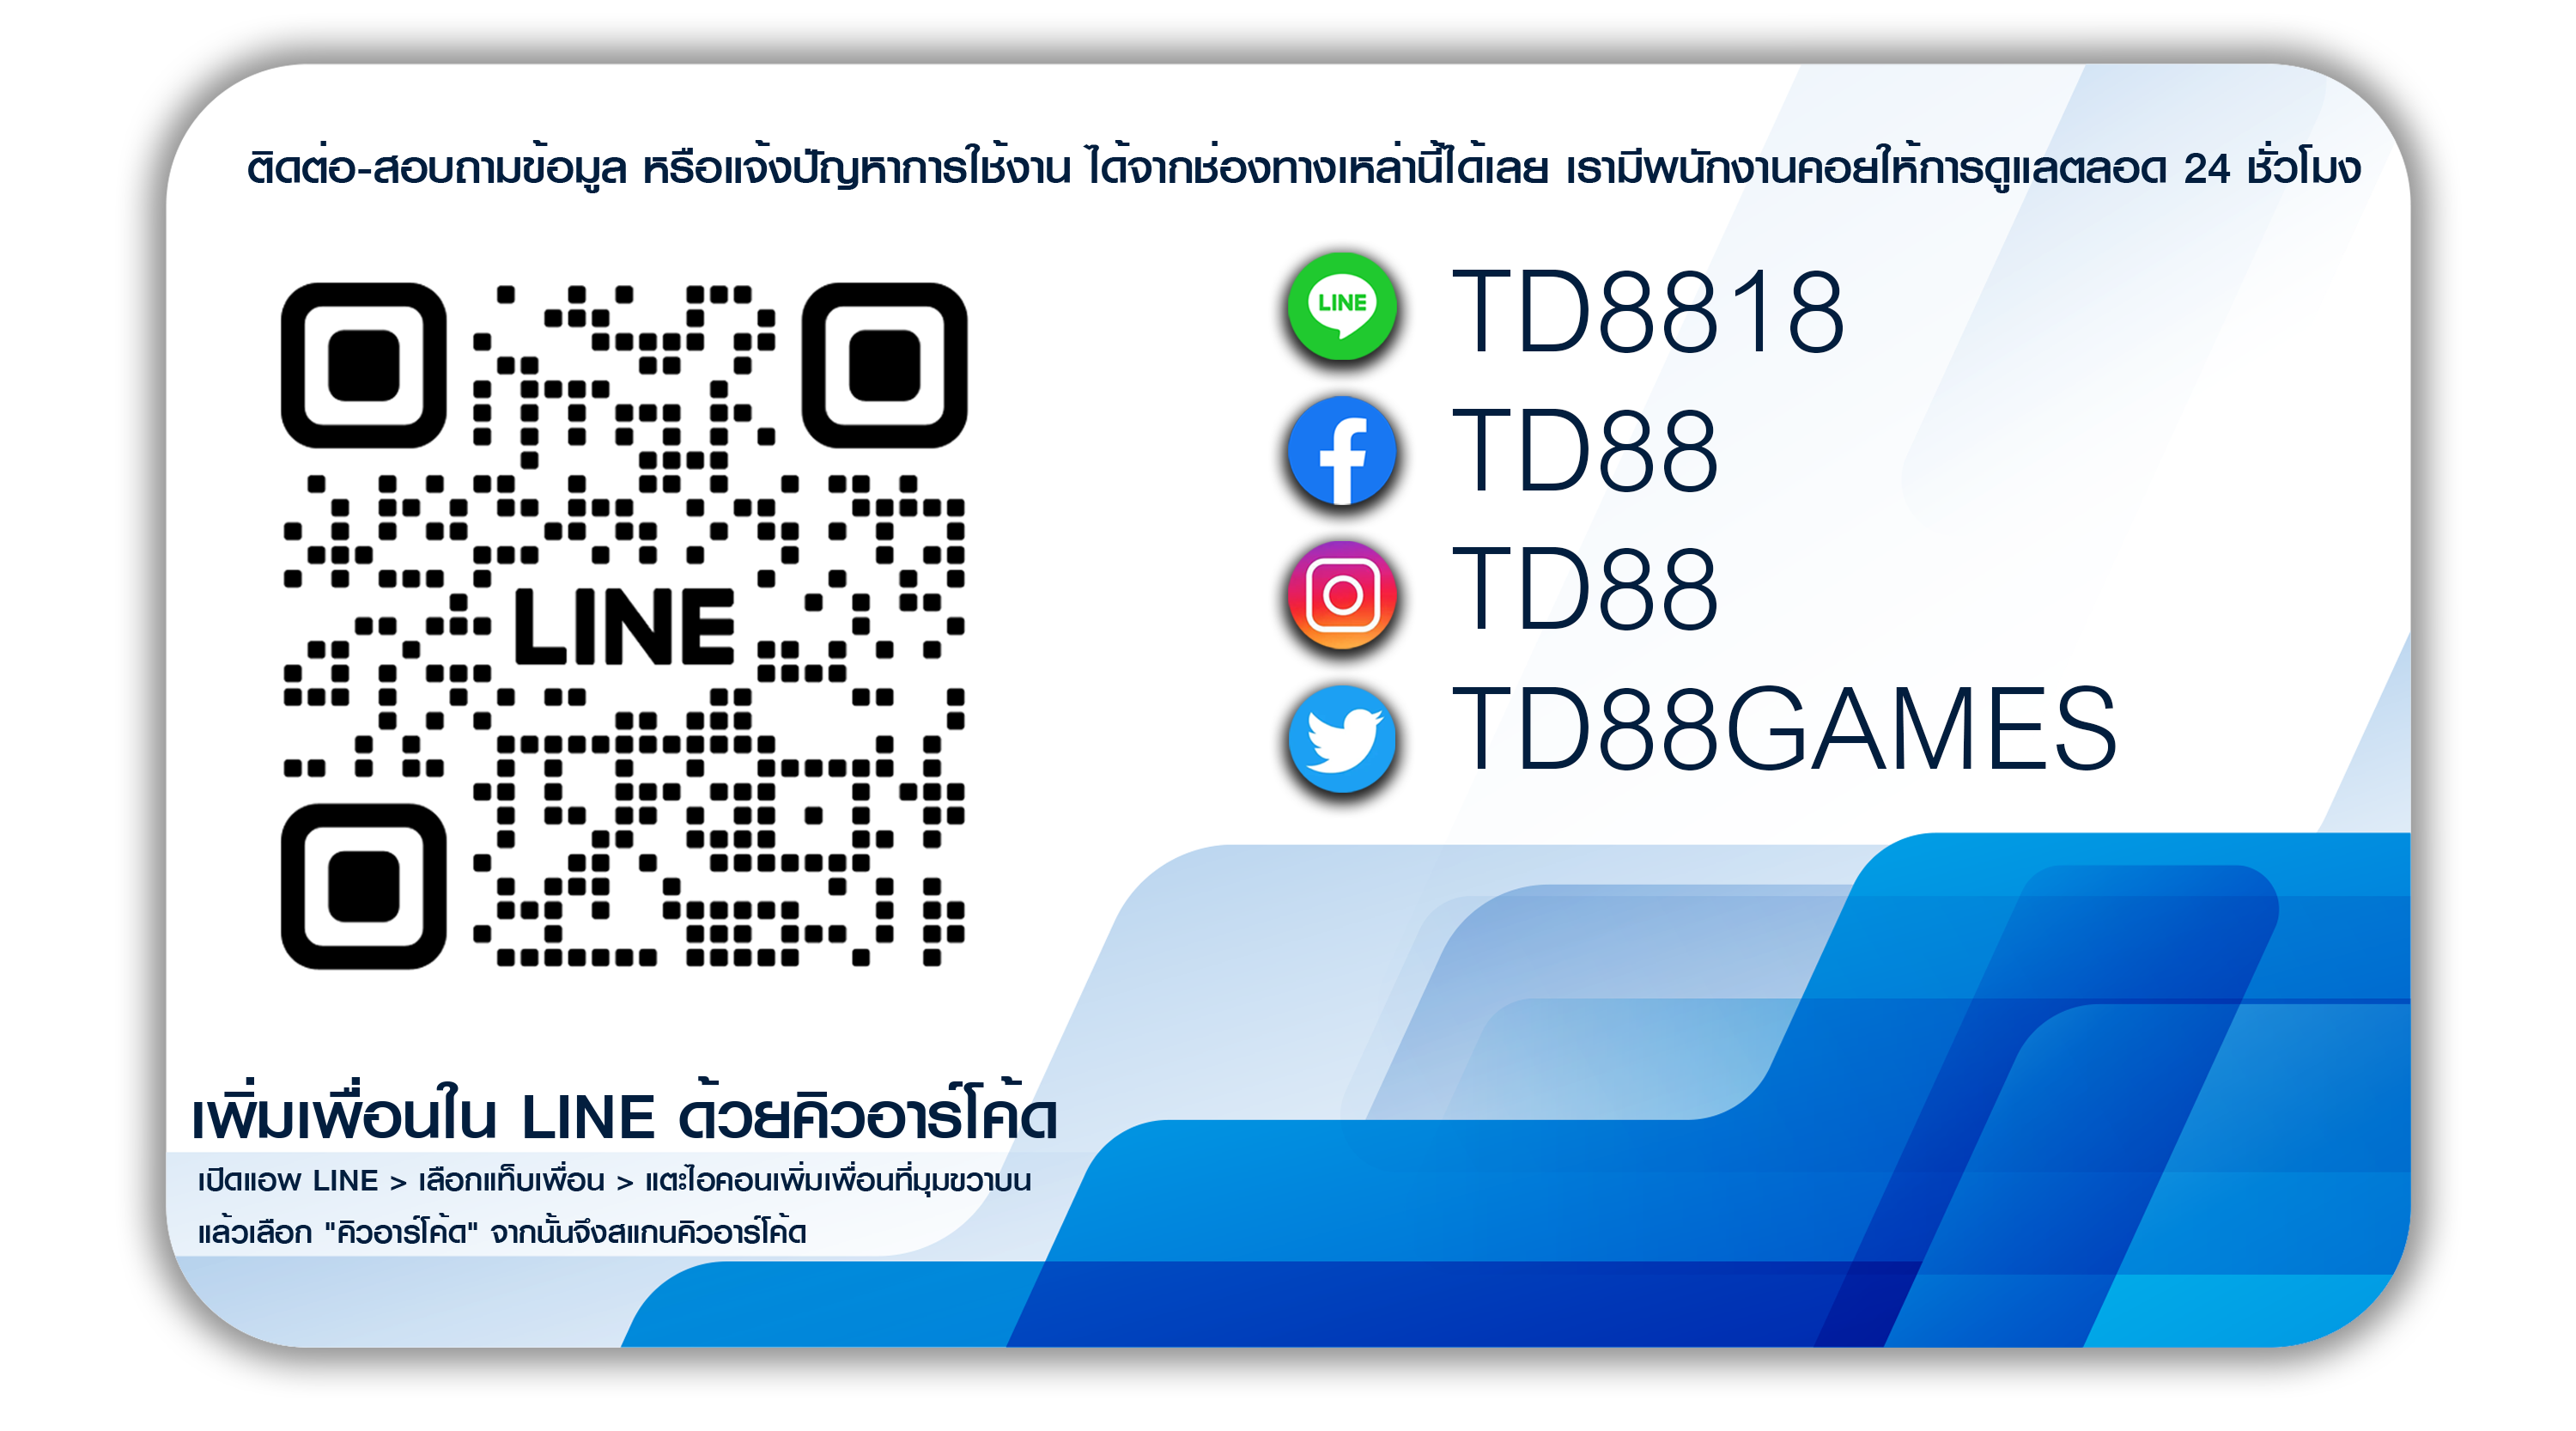 ติดต่อ-สอบถามข้อมูล หรือแจ้งปัญหาการใช้งาน ได้จากช่องทางเหล่านี้ได้เลย เรามีพนักงานคอยให้การดูแลตลอด 24 ชั่วโมง
LINE TD8818
TD88
TD88
TD88GAMES
LINE
เพิ่มเพื่อนใน LINE ด้วยคิวอาร์โค้ด
เปิดแอพ LINE > เลือกแท็บเพื่อน > แตะไอคอนเพิ่มเพื่อนที่มุมขวาบน
แล้วเลือก "คิวอาร์โค้ด" จากนั้นจึงสแกนคิวอาร์โค้ด